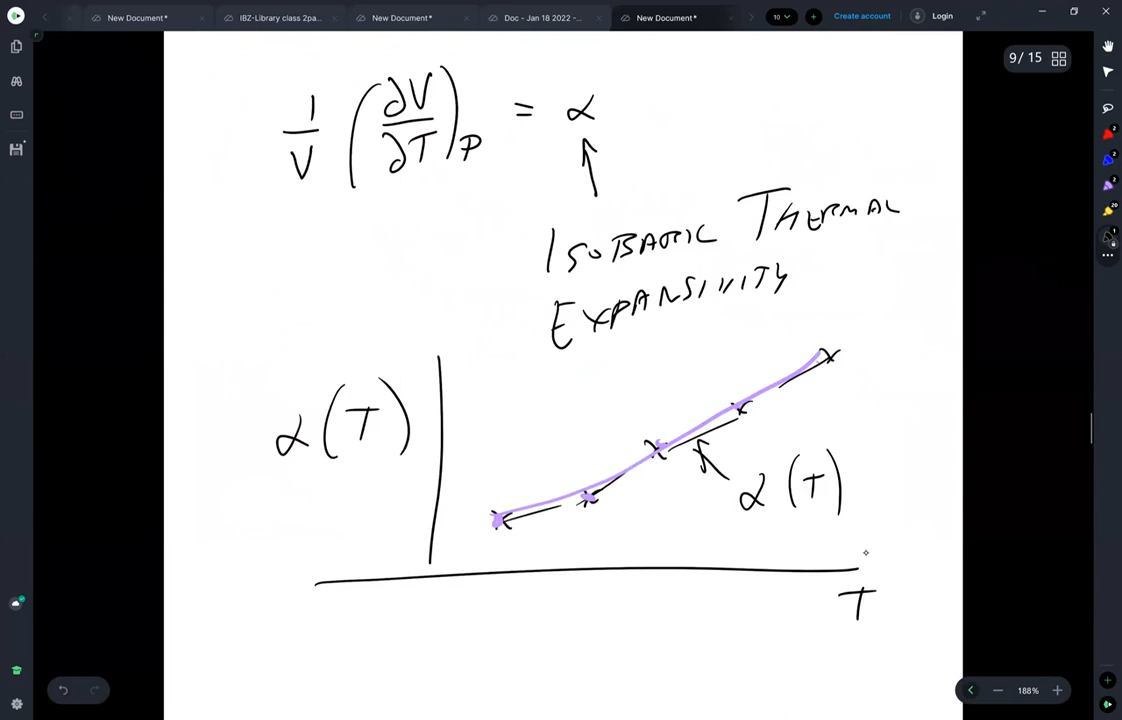 New Document*
IBZ-Library class 2pa...
New Document*
Doc - Jan 18 2022 -...
New Document*
10
Create account
Login
9 / 15
1/V (∂V/∂T)P = α
ISOBARIC THERMAL
EXPANSIVITY
α(T)
α(T)
T
188%